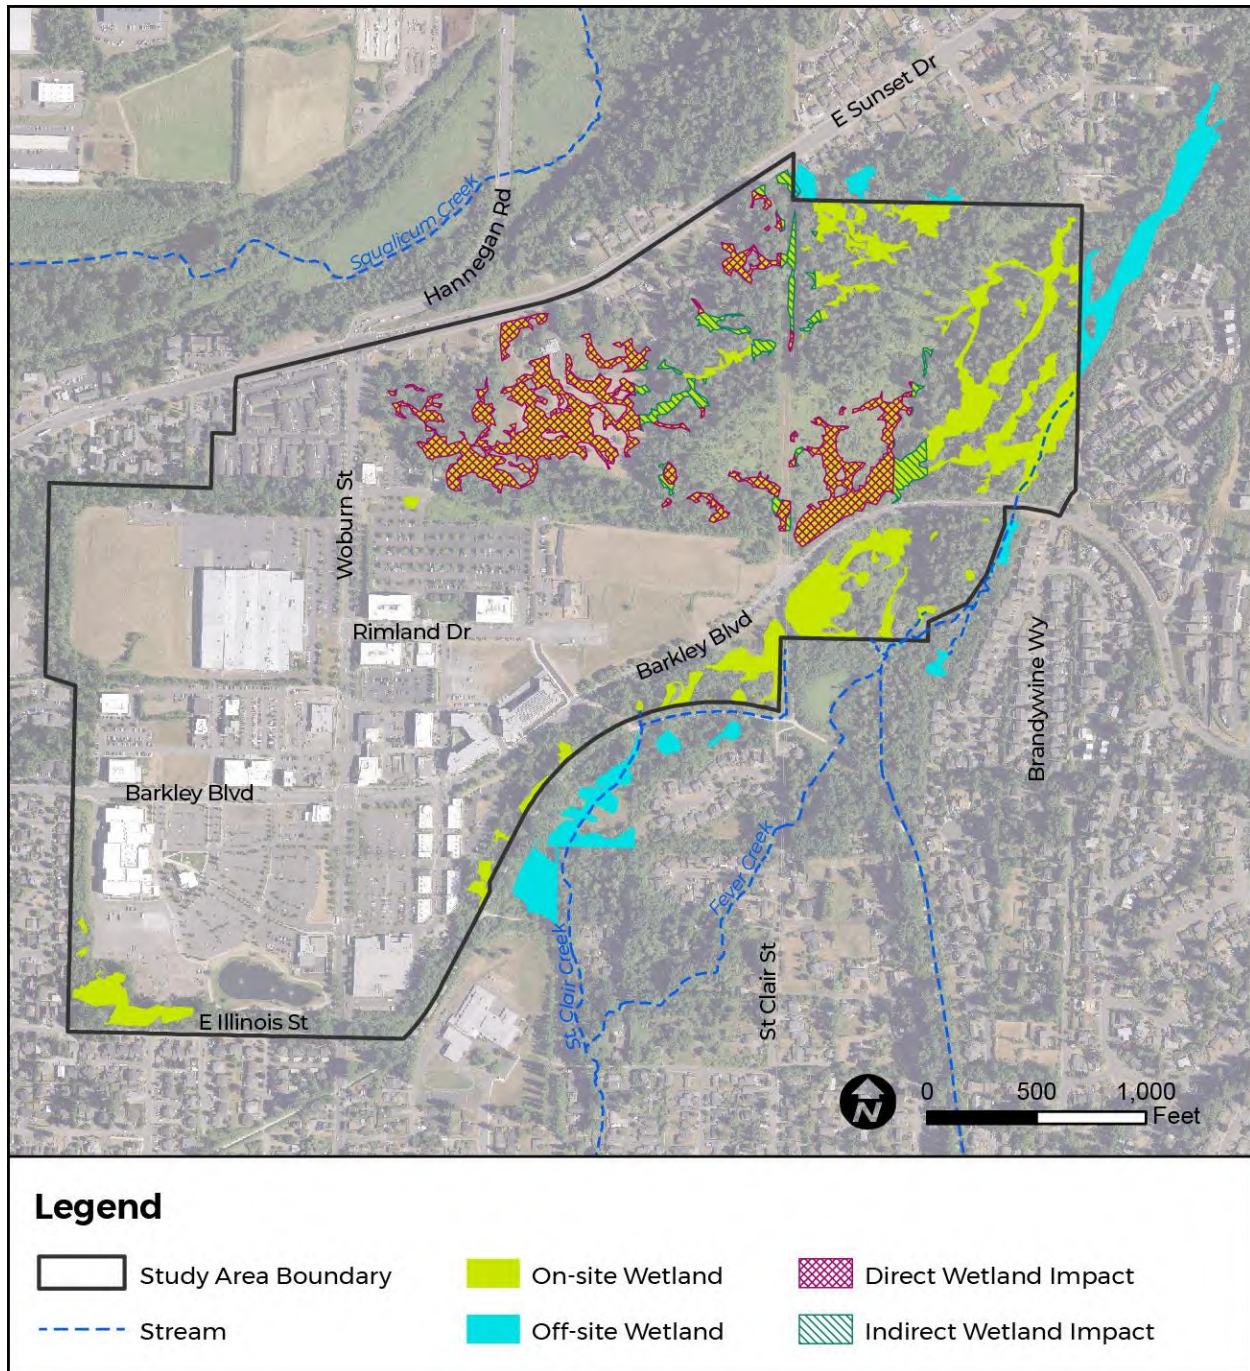 E Sunset Dr
Squalicum Creek
Hannegan Rd
Woburn St
Rimland Dr
Barkley Blvd
Brandywine Wy
Barkley Blvd
Fever Creek
St Clair Creek
St Clair St
E Illinois St
N
0 500 1,000
Feet
Legend
Study Area Boundary
On-site Wetland
Direct Wetland Impact
Stream
Off-site Wetland
Indirect Wetland Impact